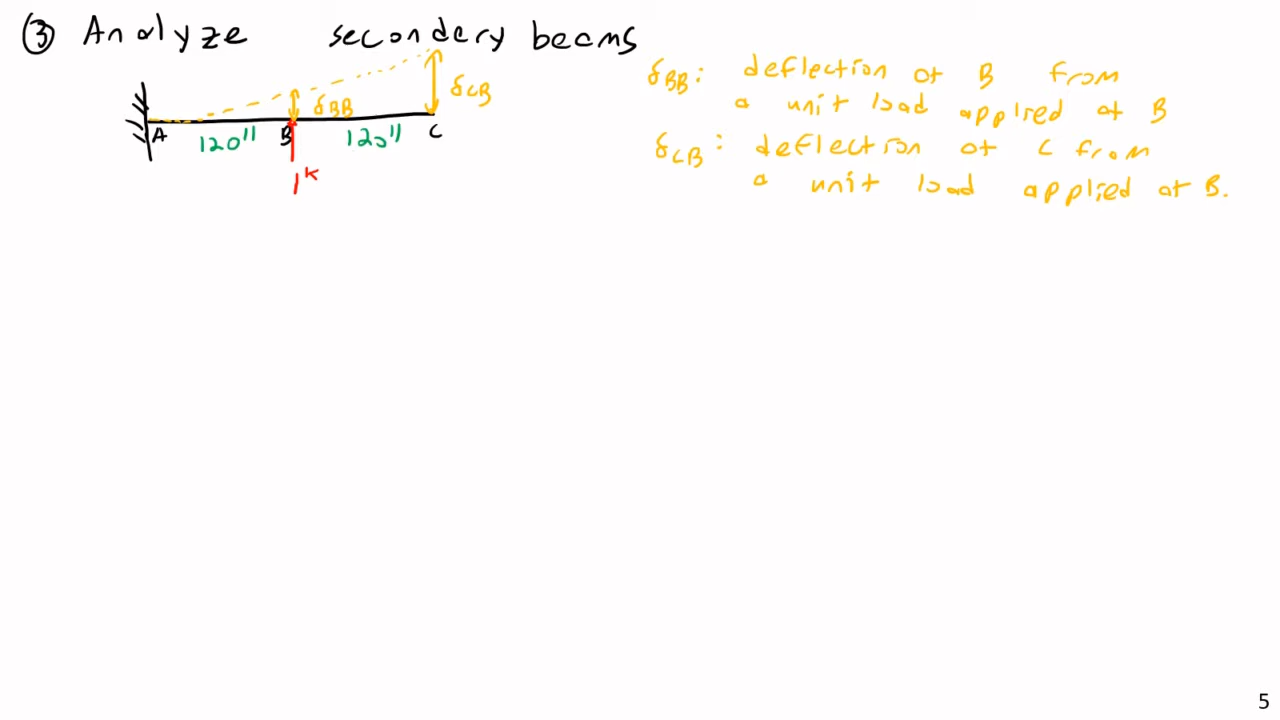 ③ Analyze secondery beams
δBB: deflection at B from
a unit load applied at B
δCB: deflection at C from
a unit load applied at B.
δCB
δBB
A 120" B 120" C
1k
5